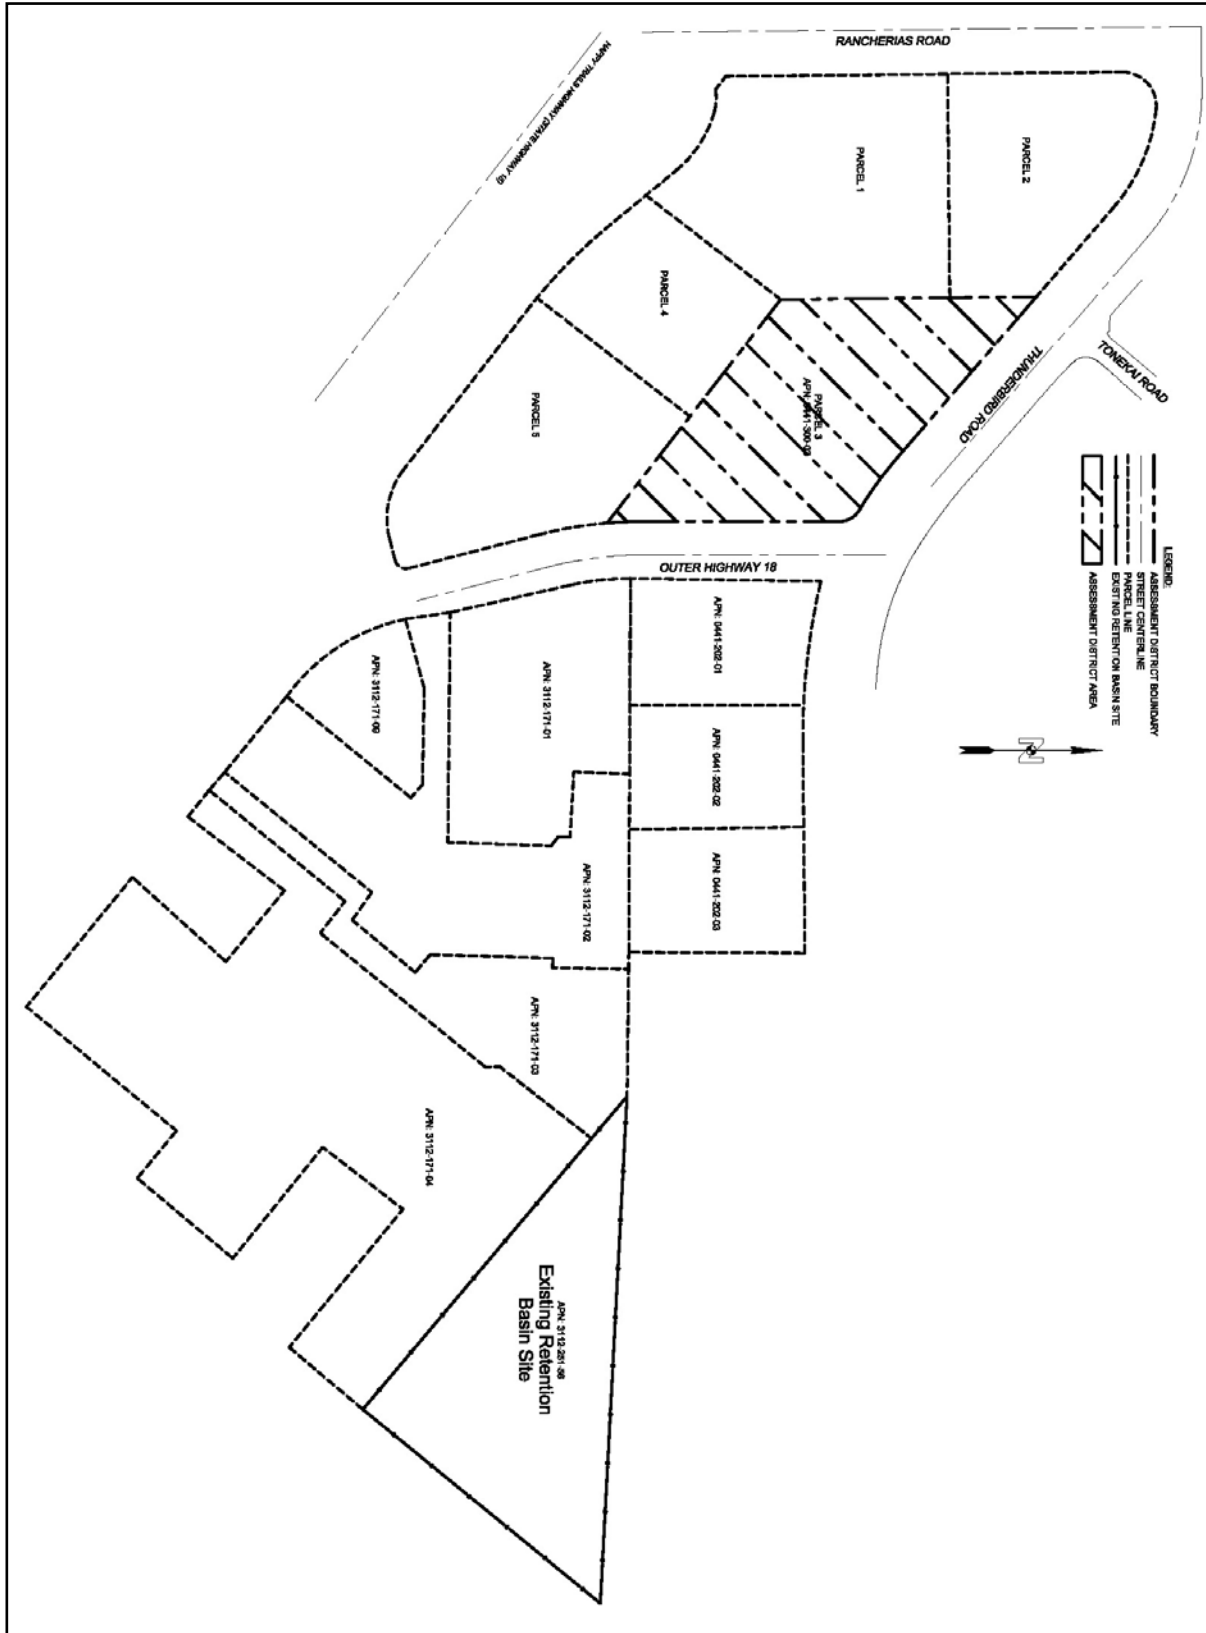 RANCHERIAS ROAD
HAPPY TRAILS HIGHWAY (STATE HIGHWAY 18)
PARCEL 2
PARCEL 1
PARCEL 4
PARCEL 3
APN: 0441-300-03
PARCEL 5
THUNDERBIRD ROAD
TONEKAI ROAD
OUTER HIGHWAY 18
LEGEND:
ASSESSMENT DISTRICT BOUNDARY
STREET CENTERLINE
PARCEL LINE
EXISTING RETENTION BASIN SITE
ASSESSMENT DISTRICT AREA
N
APN: 0441-202-01
APN: 0441-202-02
APN: 0441-202-03
APN: 3112-171-01
APN: 3112-171-02
APN: 3112-171-03
APN: 3112-171-04
Existing Retention
Basin Site